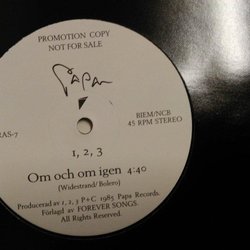 PROMOTION COPY
NOT FOR SALE
Papa
RAS-7
BIEM/NCB
45 RPM STEREO
1, 2, 3
Om och om igen 4:40
(Widestrand/Bolero)
Producerad av 1, 2, 3 P+C 1985 Papa Records.
Förlagd av FOREVER SONGS.
All Rights Reserved.